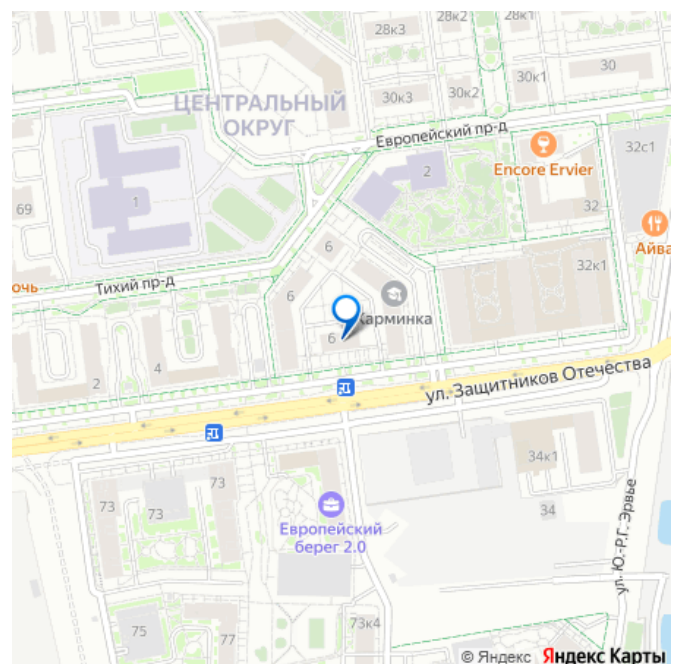 28к3
28к2
28к1
30к3
30к2
30к1
30
ЦЕНТРАЛЬНЫЙ
ОКРУГ
Европейский пр-д
Encore Ervier
32с1
1
2
69
32
Айва
6
32к1
очь
Тихий пр-д
6
Карминка
6
2
4
ул. Защитников Отечества
34к1
73
73
73
34
Европейский
берег 2.0
ул. Ю.-Р.Г. Эрвье
75
77
73к4
© Яндекс Яндекс Карты